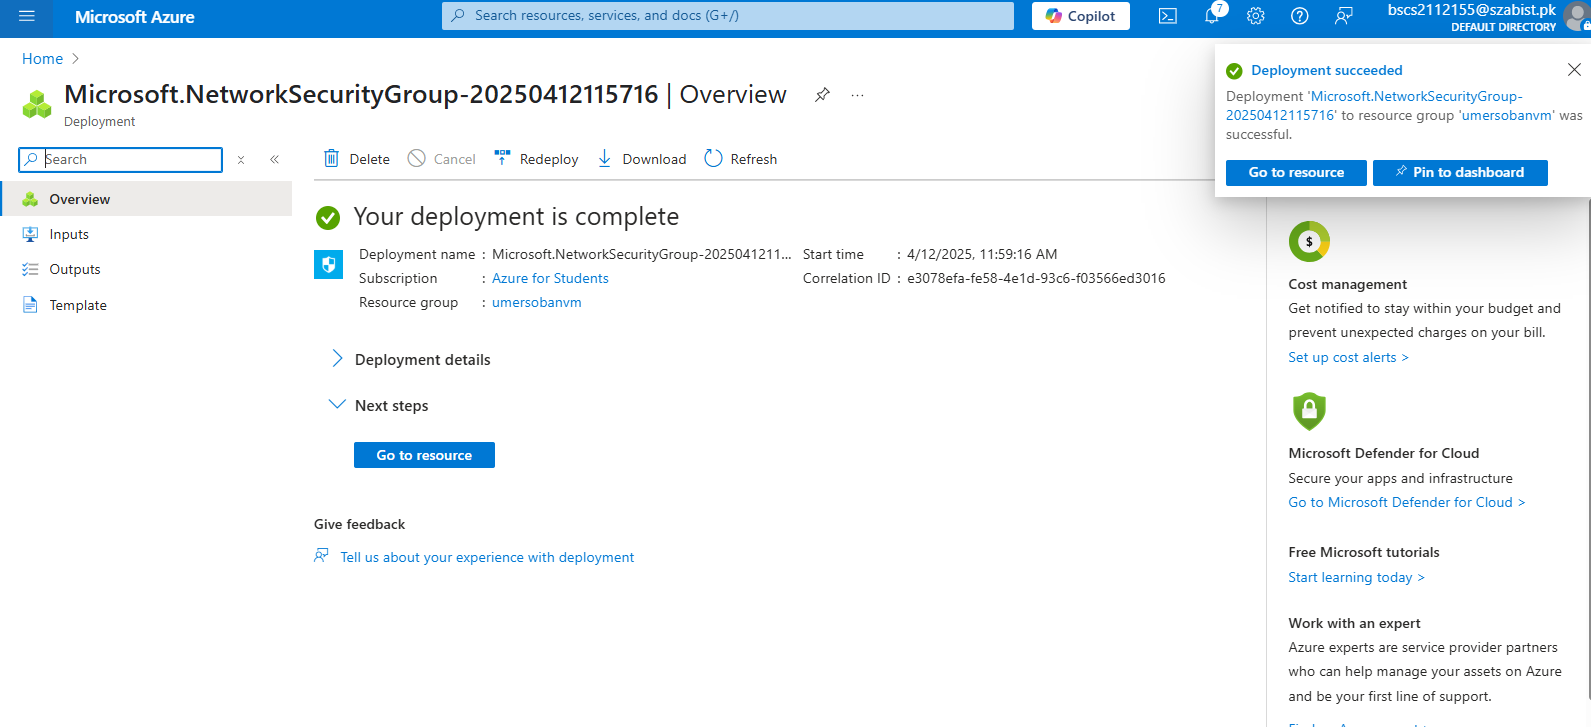 Microsoft Azure
Search resources, services, and docs (G+/)
Copilot
7
bscs2112155@szabist.pk
DEFAULT DIRECTORY
Home
Microsoft.NetworkSecurityGroup-20250412115716 | Overview
Deployment
Search
Delete
Cancel
Redeploy
Download
Refresh
Overview
Inputs
Outputs
Template
Your deployment is complete
Deployment name : Microsoft.NetworkSecurityGroup-2025041211...
Subscription : Azure for Students
Resource group : umersobanvm
Start time : 4/12/2025, 11:59:16 AM
Correlation ID : e3078efa-fe58-4e1d-93c6-f03566ed3016
Deployment details
Next steps
Go to resource
Give feedback
Tell us about your experience with deployment
Deployment succeeded
Deployment 'Microsoft.NetworkSecurityGroup-
20250412115716' to resource group 'umersobanvm' was
successful.
Go to resource
Pin to dashboard
$
Cost management
Get notified to stay within your budget and
prevent unexpected charges on your bill.
Set up cost alerts >
Microsoft Defender for Cloud
Secure your apps and infrastructure
Go to Microsoft Defender for Cloud >
Free Microsoft tutorials
Start learning today >
Work with an expert
Azure experts are service provider partners
who can help manage your assets on Azure
and be your first line of support.